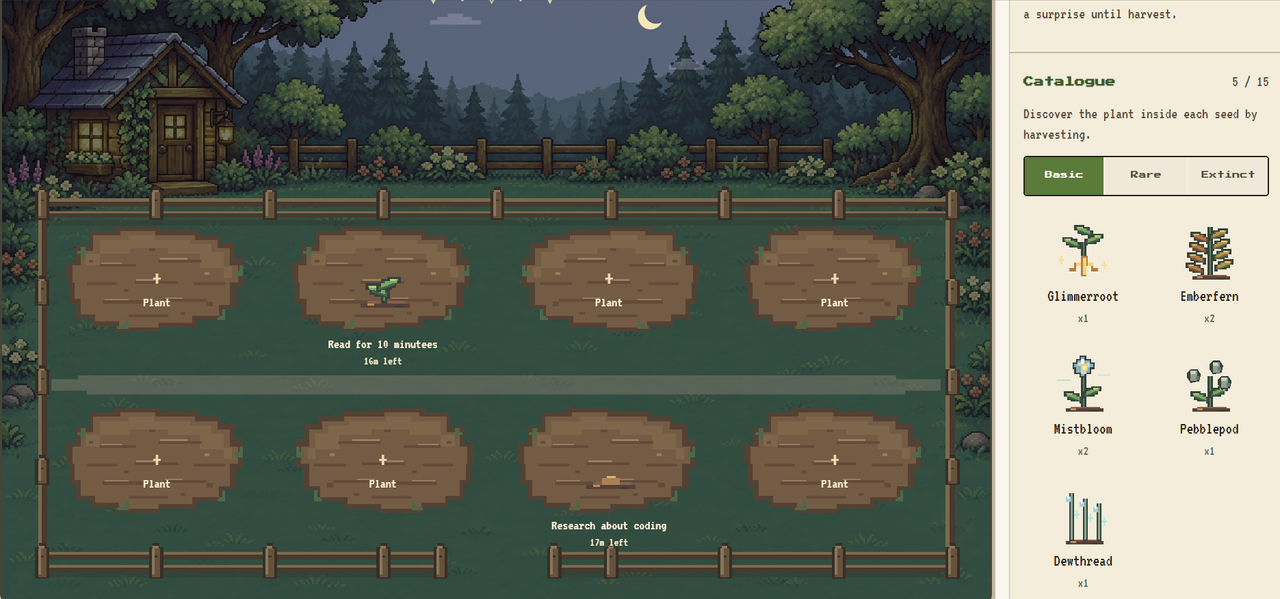 a surprise until harvest.
Catalogue
5 / 15
Discover the plant inside each seed by
harvesting.
Basic
Rare
Extinct
Glimmerroot
x1
Emberfern
x2
Mistbloom
x2
Pebblepod
x1
Dewthread
x1
+
Plant
+
Plant
+
Plant
Read for 10 minutees
16m left
+
Plant
+
Plant
+
Plant
Research about coding
17m left